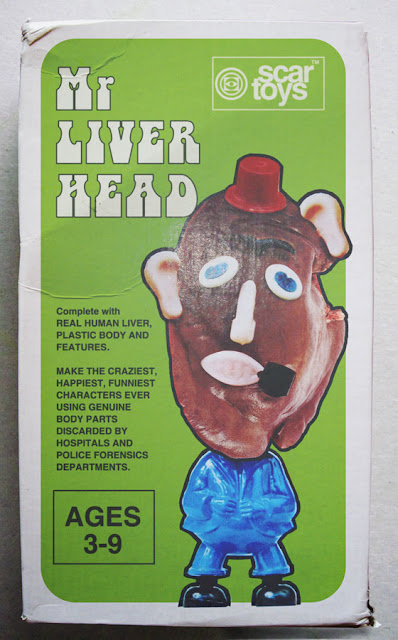 Mr
LIVER
HEAD
scar
toys
TM
Complete with
REAL HUMAN LIVER,
PLASTIC BODY AND
FEATURES.
MAKE THE CRAZIEST,
HAPPIEST, FUNNIEST
CHARACTERS EVER
USING GENUINE
BODY PARTS
DISCARDED BY
HOSPITALS AND
POLICE FORENSICS
DEPARTMENTS.
AGES
3-9